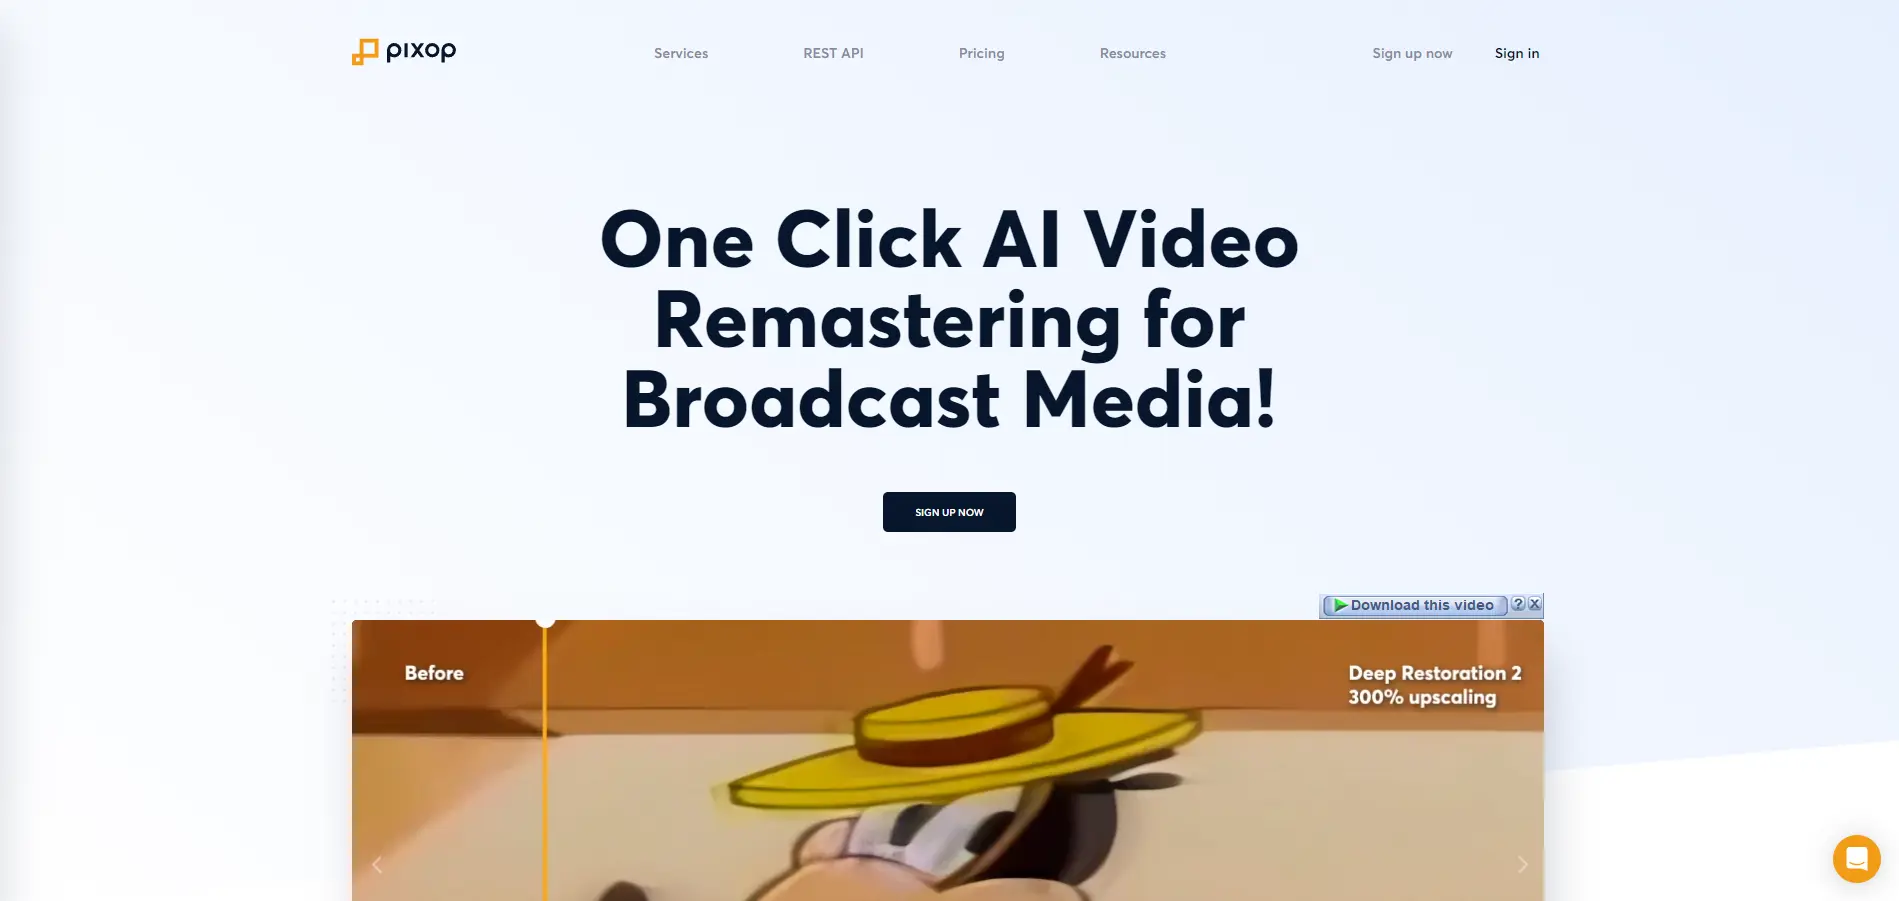 pixop
Services
REST API
Pricing
Resources
Sign up now
Sign in
One Click AI Video
Remastering for
Broadcast Media!
SIGN UP NOW
Download this video
?
X
Before
Deep Restoration 2
300% upscaling